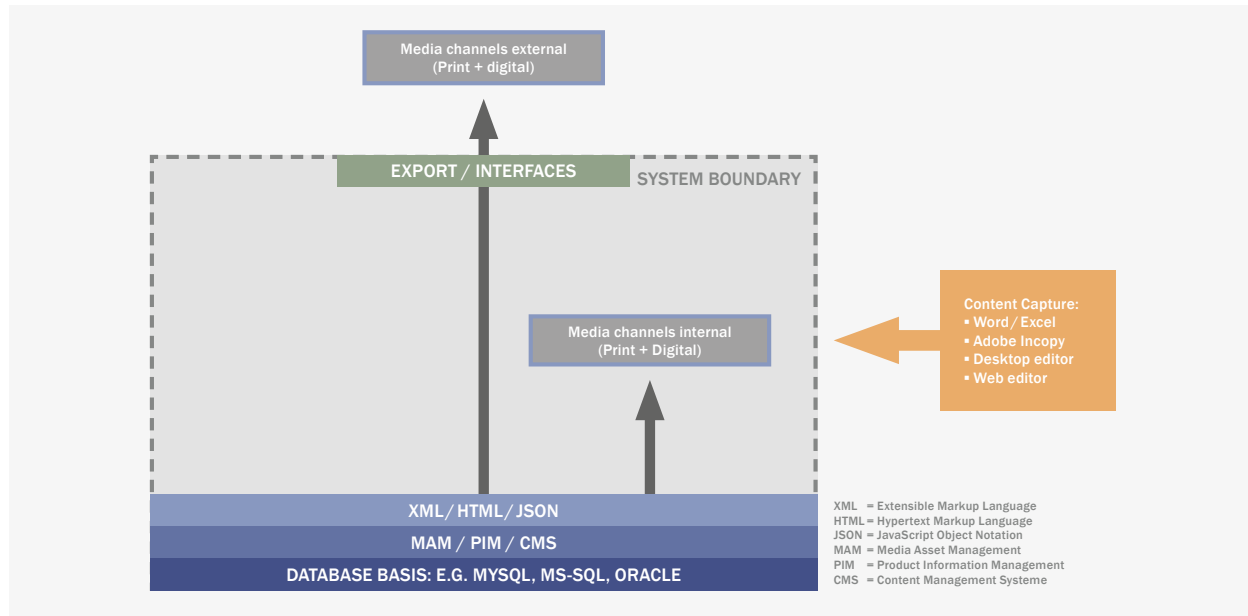 Media channels external
(Print + digital)
EXPORT / INTERFACES
SYSTEM BOUNDARY
Media channels internal
(Print + Digital)
Content Capture:
▪ Word / Excel
▪ Adobe Incopy
▪ Desktop editor
▪ Web editor
XML / HTML / JSON
MAM / PIM / CMS
DATABASE BASIS: E.G. MYSQL, MS-SQL, ORACLE
XML = Extensible Markup Language
HTML = Hypertext Markup Language
JSON = JavaScript Object Notation
MAM = Media Asset Management
PIM = Product Information Management
CMS = Content Management Systeme